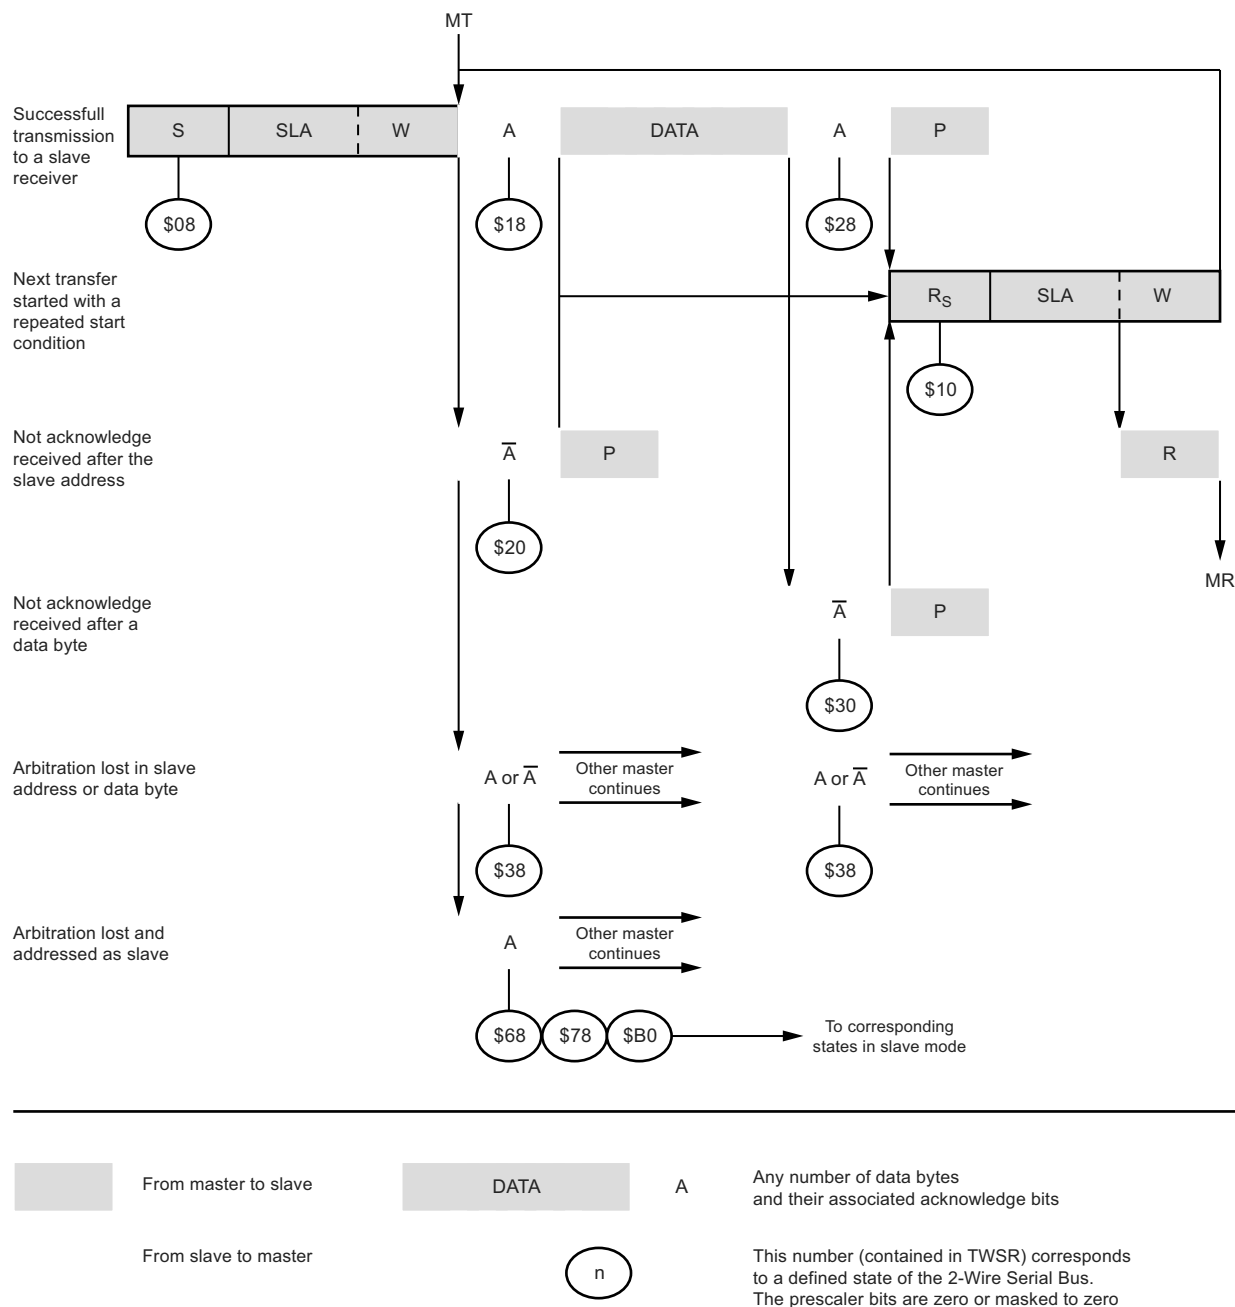 MT
Successfull
transmission
to a slave
receiver
S
SLA
W
A
DATA
A
P
$08
$18
$28
Next transfer
started with a
repeated start
condition
RS
SLA
W
$10
Not acknowledge
received after the
slave address
A̅
P
R
$20
MR
Not acknowledge
received after a
data byte
A̅
P
$30
Arbitration lost in slave
address or data byte
A or A̅
Other master
continues
A or A̅
Other master
continues
$38
$38
Arbitration lost and
addressed as slave
A
Other master
continues
$68
$78
$B0
To corresponding
states in slave mode
From master to slave
DATA
A
Any number of data bytes
and their associated acknowledge bits
From slave to master
n
This number (contained in TWSR) corresponds
to a defined state of the 2-Wire Serial Bus.
The prescaler bits are zero or masked to zero